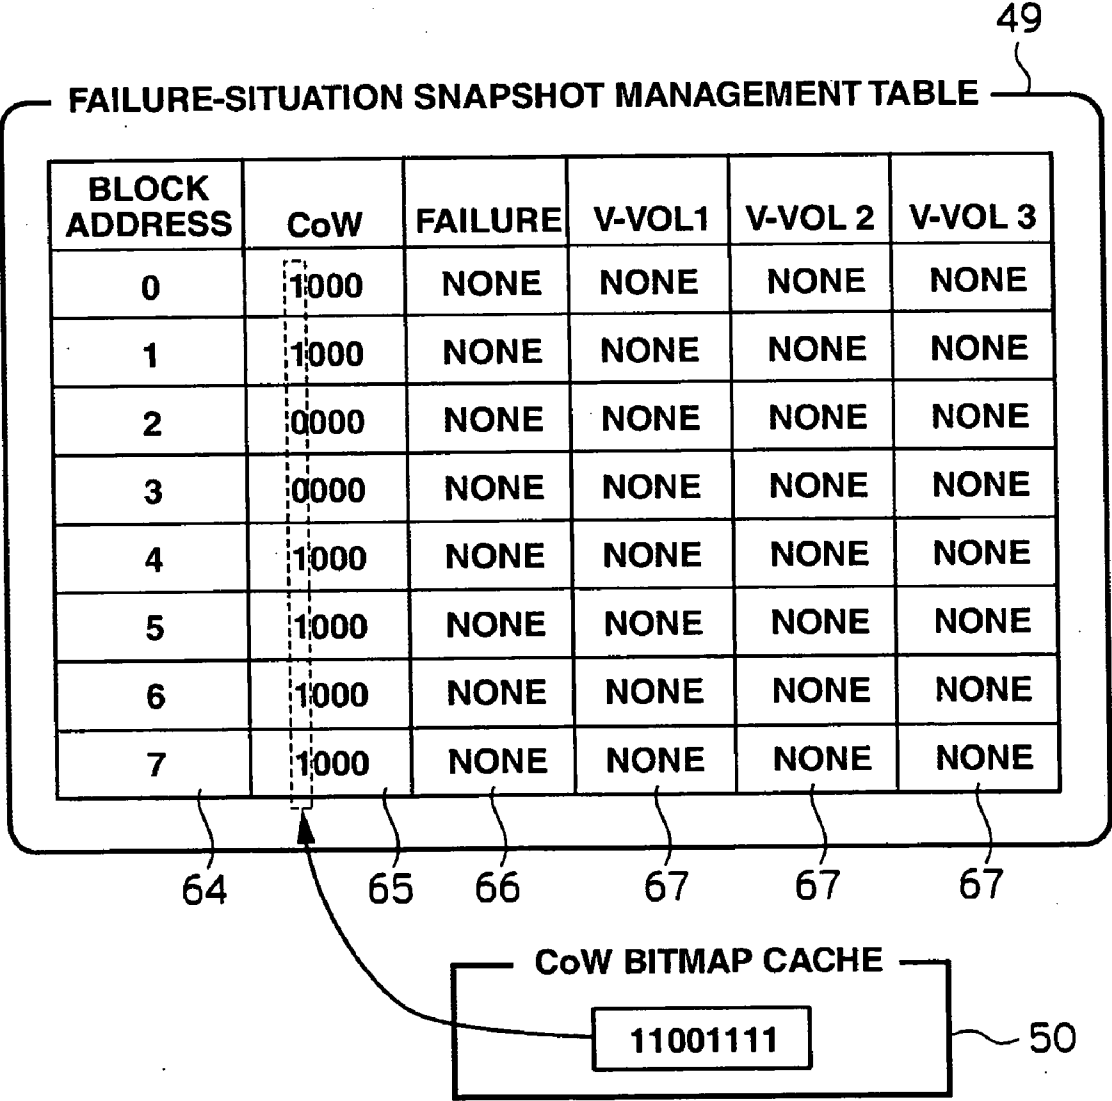 49
FAILURE-SITUATION SNAPSHOT MANAGEMENT TABLE
BLOCK ADDRESS CoW FAILURE V-VOL1 V-VOL 2 V-VOL 3
0 1000 NONE NONE NONE NONE
1 1000 NONE NONE NONE NONE
2 0000 NONE NONE NONE NONE
3 0000 NONE NONE NONE NONE
4 1000 NONE NONE NONE NONE
5 1000 NONE NONE NONE NONE
6 1000 NONE NONE NONE NONE
7 1000 NONE NONE NONE NONE
64 65 66 67 67 67
CoW BITMAP CACHE
11001111
50